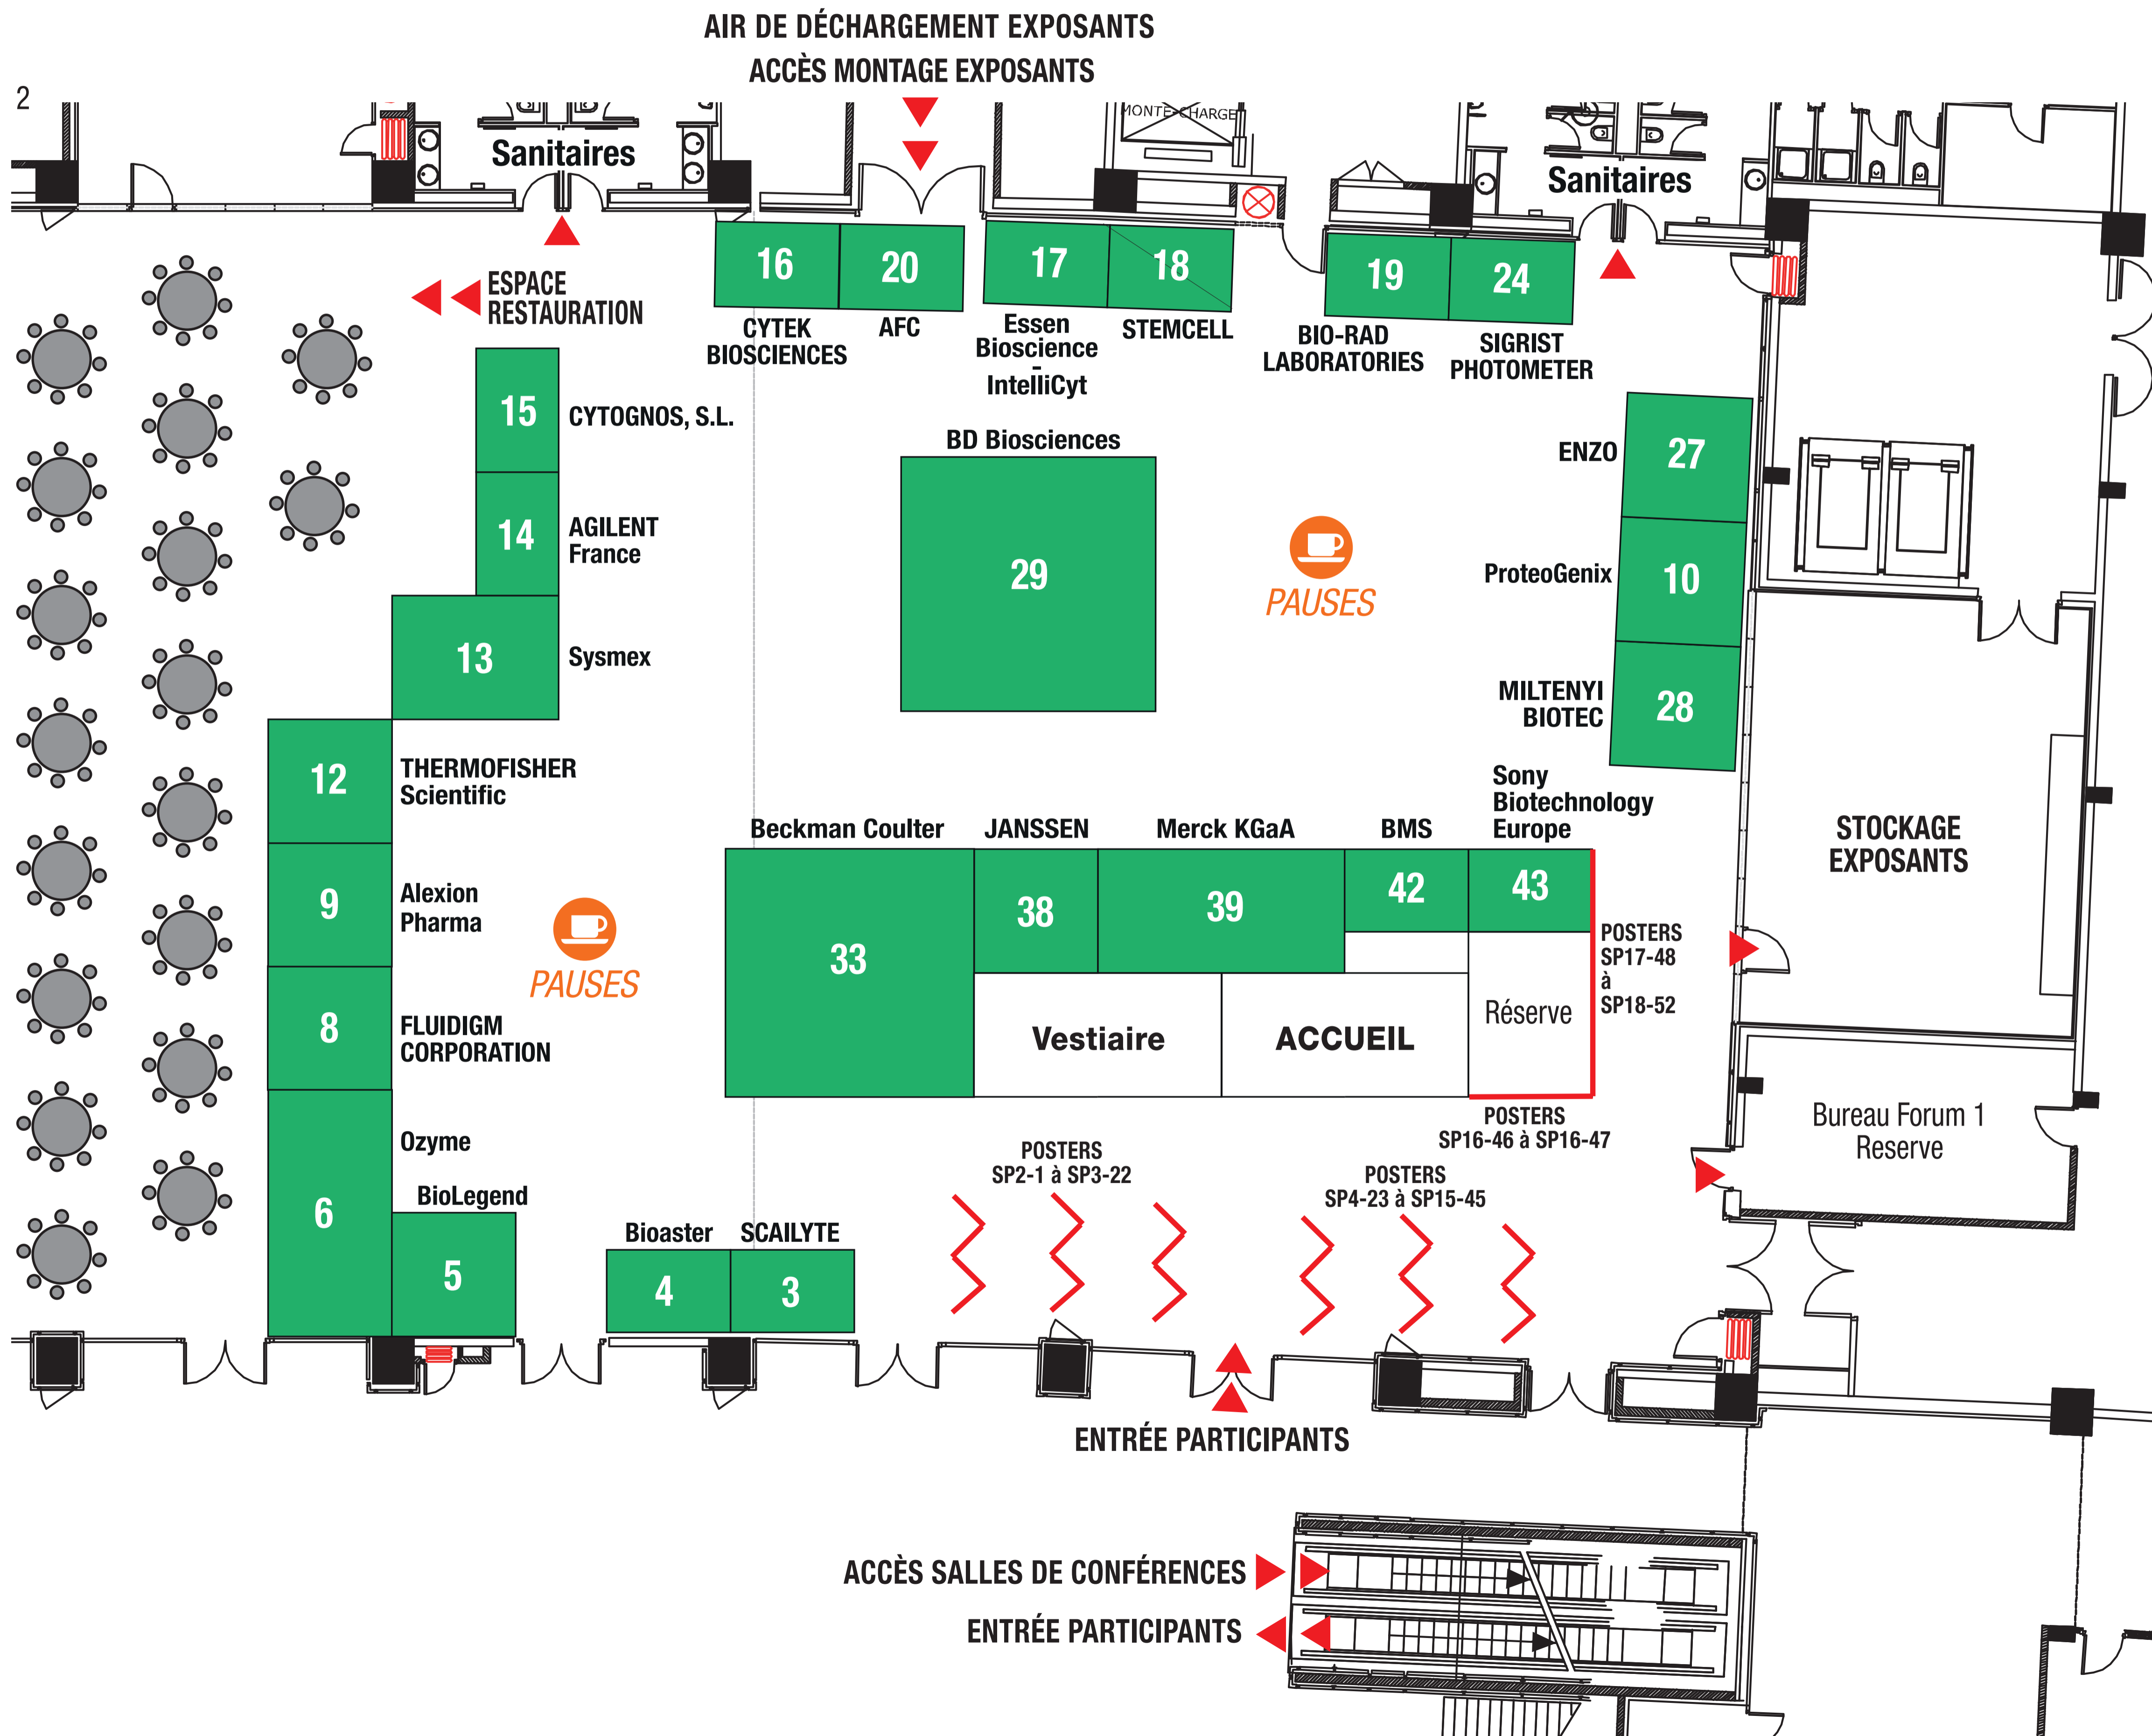 AIR DE DÉCHARGEMENT EXPOSANTS
ACCÈS MONTAGE EXPOSANTS
2
MONTE-CHARGE
Sanitaires
Sanitaires
ESPACE
RESTAURATION
16
20
17
18
19
24
CYTEK
BIOSCIENCES
AFC
Essen
Bioscience
-
IntelliCyt
STEMCELL
BIO-RAD
LABORATORIES
SIGRIST
PHOTOMETER
15
CYTOGNOS, S.L.
14
AGILENT
France
13
Sysmex
BD Biosciences
29
PAUSES
ENZO
27
ProteoGenix
10
MILTENYI
BIOTEC
28
12
THERMOFISHER
Scientific
9
Alexion
Pharma
8
FLUIDIGM
CORPORATION
PAUSES
6
Ozyme
BioLegend
5
Beckman Coulter
JANSSEN
Merck KGaA
BMS
Sony
Biotechnology
Europe
33
38
39
42
43
Vestiaire
ACCUEIL
Réserve
POSTERS
SP17-48
à
SP18-52
STOCKAGE
EXPOSANTS
Bureau Forum 1
Reserve
POSTERS
SP16-46 à SP16-47
POSTERS
SP2-1 à SP3-22
POSTERS
SP4-23 à SP15-45
Bioaster
SCAILYTE
4
3
ENTRÉE PARTICIPANTS
ACCÈS SALLES DE CONFÉRENCES
ENTRÉE PARTICIPANTS